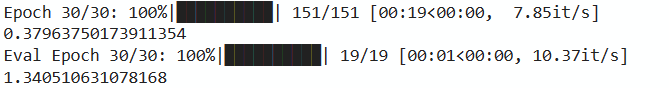 Epoch 30/30: 100%|██████████| 151/151 [00:19<00:00,  7.85it/s]
0.37963750173911354
Eval Epoch 30/30: 100%|██████████| 19/19 [00:01<00:00, 10.37it/s]
1.340510631078168